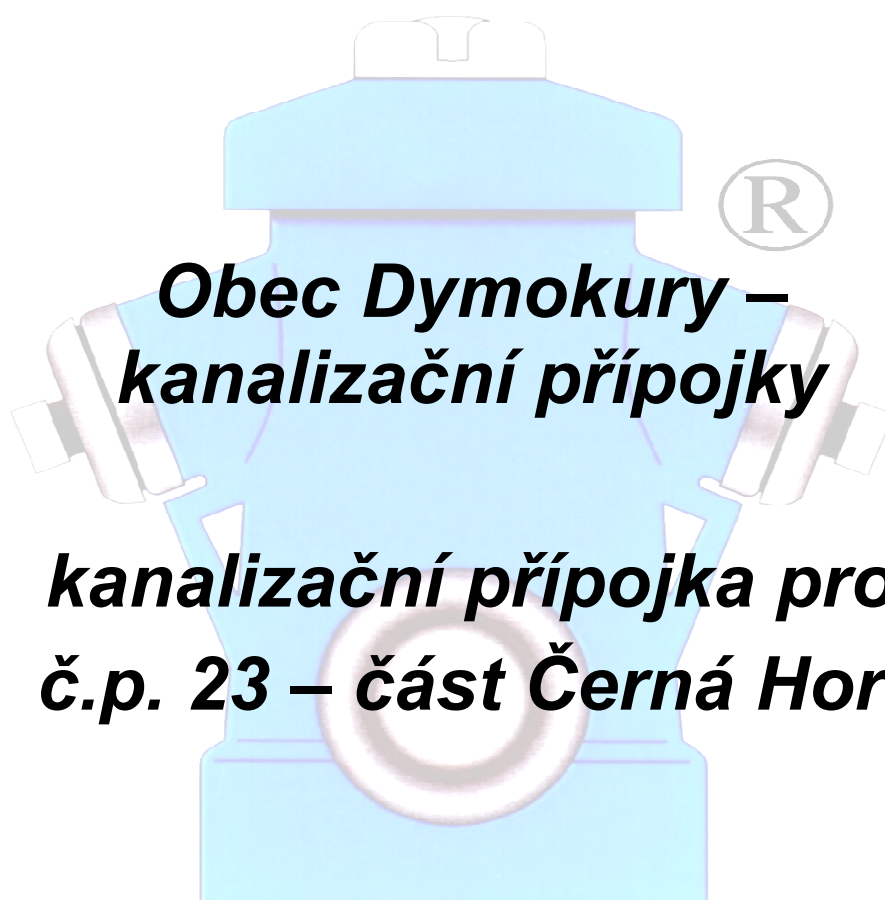 ®
Obec Dymokury –
kanalizační přípojky
kanalizační přípojka pro
č.p. 23 – část Černá Hor